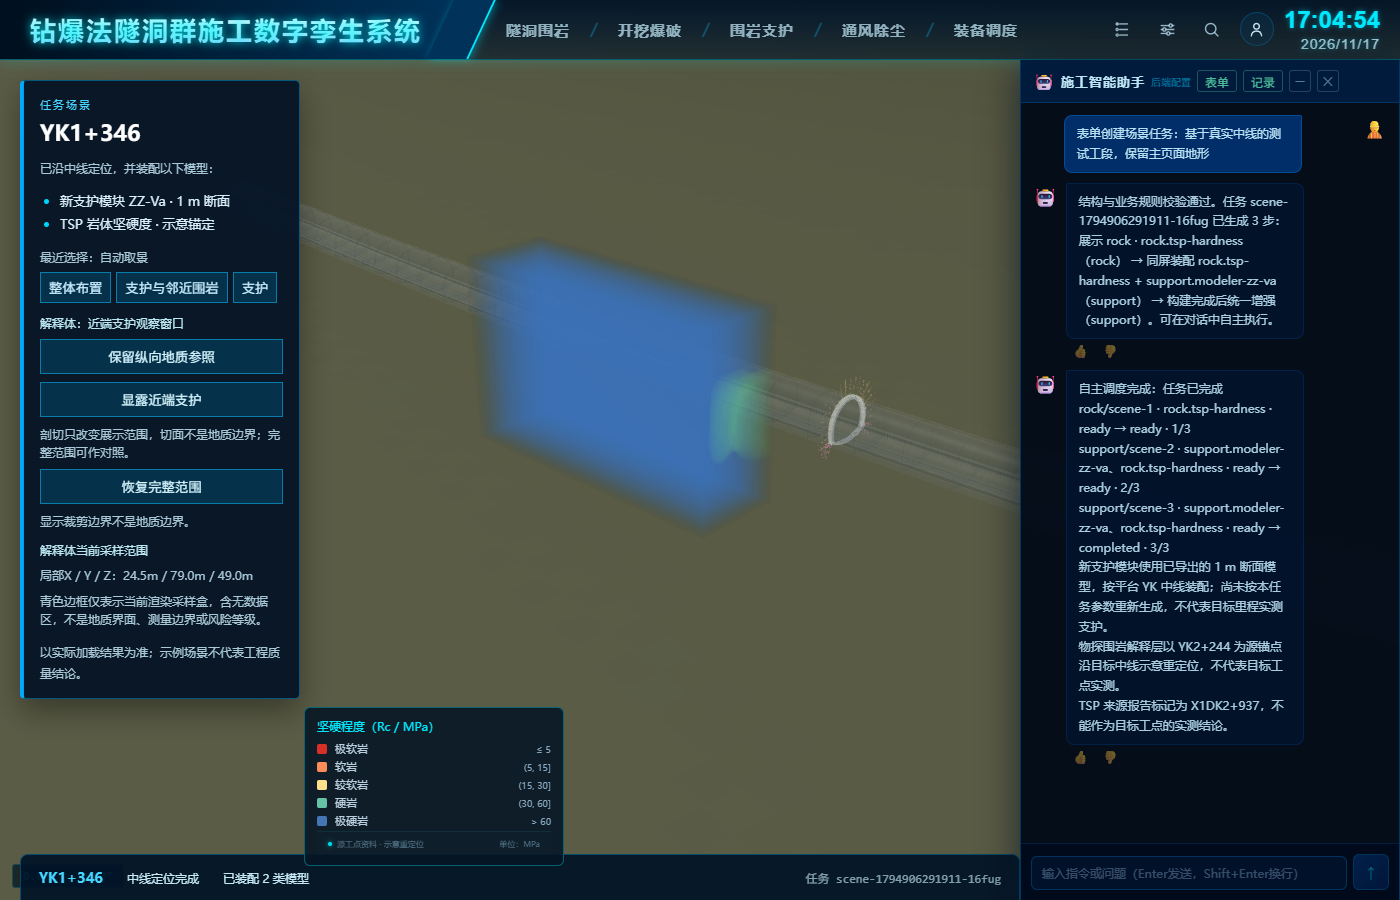 钻爆法隧洞群施工数字孪生系统
隧洞围岩 / 开挖爆破 / 围岩支护 / 通风除尘 / 装备调度
17:04:54
2026/11/17
任务场景
YK1+346
已沿中线定位，并装配以下模型：
新支护模块 ZZ-Va · 1 m 断面
TSP 岩体坚硬度 · 示意锚定
最近选择：自动取景
整体布置 支护与邻近围岩 支护
解释体：近端支护观察窗口
保留纵向地质参照
显露近端支护
剖切只改变展示范围，切面不是地质边界；完
整范围可作对照。
恢复完整范围
显示裁剪边界不是地质边界。
解释体当前采样范围
局部X / Y / Z：24.5m / 79.0m / 49.0m
青色边框仅表示当前渲染采样盒，含无数据
区，不是地质界面、测量边界或风险等级。
以实际加载结果为准；示例场景不代表工程质
量结论。
坚硬程度（Rc / MPa）
极软岩 ≤ 5
软岩 (5, 15]
较软岩 (15, 30]
硬岩 (30, 60]
极硬岩 > 60
源工点资料 · 示意重定位 单位：MPa
YK1+346 中线定位完成 已装配 2 类模型 任务 scene-1794906291911-16fug
施工智能助手 后端配置 表单 记录
表单创建场景任务：基于真实中线的测
试工段，保留主页面地形
结构与业务规则校验通过。任务 scene-
1794906291911-16fug 已生成 3 步：
展示 rock · rock.tsp-hardness
（rock） → 同屏装配 rock.tsp-
hardness + support.modeler-zz-va
（support） → 构建完成后统一增强
（support）。可在对话中自主执行。
自主调度完成：任务已完成
rock/scene-1 · rock.tsp-hardness ·
ready → ready · 1/3
support/scene-2 · support.modeler-
zz-va、rock.tsp-hardness · ready →
ready · 2/3
support/scene-3 · support.modeler-
zz-va、rock.tsp-hardness · ready →
completed · 3/3
新支护模块使用已导出的 1 m 断面模
型，按平台 YK 中线装配；尚未按本任
务参数重新生成，不代表目标里程实测
支护。
物探围岩解释层以 YK2+244 为源锚点
沿目标中线示意重定位，不代表目标工
点实测。
TSP 来源报告标记为 X1DK2+937，不
能作为目标工点的实测结论。
输入指令或问题（Enter发送，Shift+Enter换行）